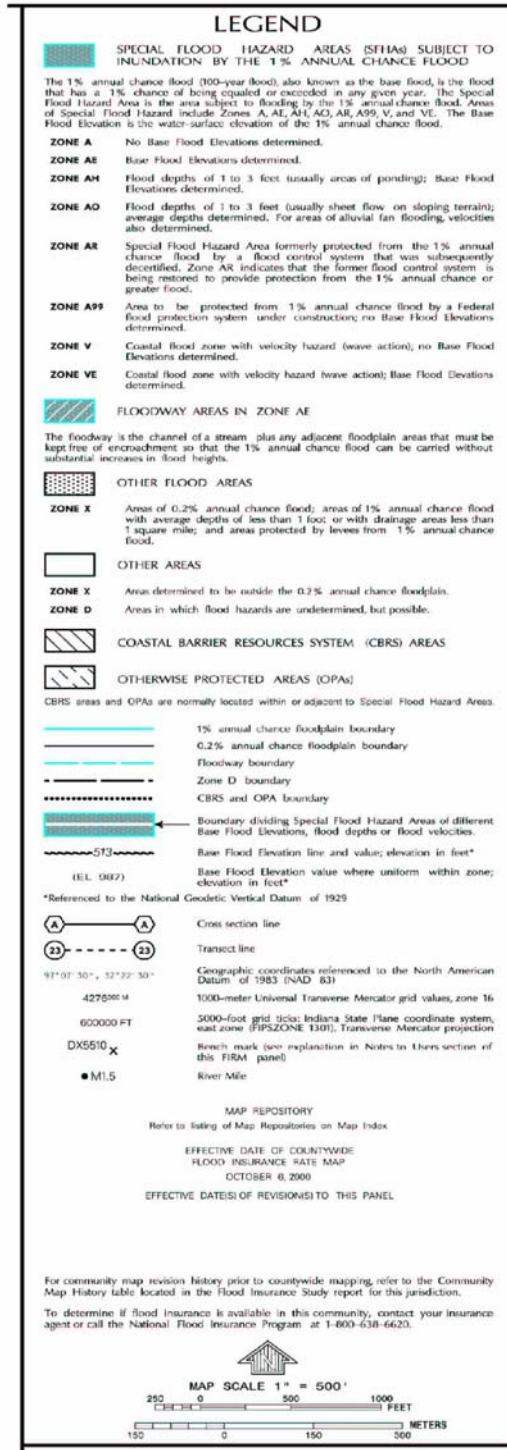 LEGEND
SPECIAL FLOOD HAZARD AREAS (SFHAs) SUBJECT TO
INUNDATION BY THE 1% ANNUAL CHANCE FLOOD
The 1% annual chance flood (100-year flood), also known as the base flood, is the flood
that has a 1% chance of being equaled or exceeded in any given year. The Special
Flood Hazard Area is the area subject to flooding by the 1% annual chance flood. Areas
of Special Flood Hazard include Zones A, AE, AH, AO, AR, A99, V, and VE. The Base
Flood Elevation is the water-surface elevation of the 1% annual chance flood.
ZONE A No Base Flood Elevations determined.
ZONE AE Base Flood Elevations determined.
ZONE AH Flood depths of 1 to 3 feet (usually areas of ponding); Base Flood
Elevations determined.
ZONE AO Flood depths of 1 to 3 feet (usually sheet flow on sloping terrain);
average depths determined. For areas of alluvial fan flooding, velocities
also determined.
ZONE AR Special Flood Hazard Area formerly protected from the 1% annual
chance flood by a flood control system that was subsequently
decertified. Zone AR indicates that the former flood control system is
being restored to provide protection from the 1% annual chance or
greater flood.
ZONE A99 Area to be protected from 1% annual chance flood by a Federal
flood protection system under construction; no Base Flood Elevations
determined.
ZONE V Coastal flood zone with velocity hazard (wave action); no Base Flood
Elevations determined.
ZONE VE Coastal flood zone with velocity hazard (wave action); Base Flood Elevations
determined.
FLOODWAY AREAS IN ZONE AE
The floodway is the channel of a stream plus any adjacent floodplain areas that must be
kept free of encroachment so that the 1% annual chance flood can be carried without
substantial increases in flood heights.
OTHER FLOOD AREAS
ZONE X Areas of 0.2% annual chance flood; areas of 1% annual chance flood
with average depths of less than 1 foot or with drainage areas less than
1 square mile; and areas protected by levees from 1% annual chance
flood.
OTHER AREAS
ZONE X Areas determined to be outside the 0.2% annual chance floodplain.
ZONE D Areas in which flood hazards are undetermined, but possible.
COASTAL BARRIER RESOURCES SYSTEM (CBRS) AREAS
OTHERWISE PROTECTED AREAS (OPAs)
CBRS areas and OPAs are normally located within or adjacent to Special Flood Hazard Areas.
1% annual chance floodplain boundary
0.2% annual chance floodplain boundary
Floodway boundary
Zone D boundary
CBRS and OPA boundary
Boundary dividing Special Flood Hazard Areas of different
Base Flood Elevations, flood depths or flood velocities.
513 Base Flood Elevation line and value; elevation in feet*
(EL 987) Base Flood Elevation value where uniform within zone;
elevation in feet*
*Referenced to the National Geodetic Vertical Datum of 1929
A A Cross section line
23 23 Transect line
97°07'30", 32°22'30" Geographic coordinates referenced to the North American
Datum of 1983 (NAD 83)
4276000 M 1000-meter Universal Transverse Mercator grid values, zone 16
600000 FT 5000-foot grid ticks: Indiana State Plane coordinate system,
east zone (FIPSZONE 1301), Transverse Mercator projection
DX5510 x Bench mark (see explanation in Notes to Users section of
this FIRM panel)
● M1.5 River Mile
MAP REPOSITORY
Refer to listing of Map Repositories on Map Index
EFFECTIVE DATE OF COUNTYWIDE
FLOOD INSURANCE RATE MAP
OCTOBER 6, 2000
EFFECTIVE DATE(S) OF REVISION(S) TO THIS PANEL
For community map revision history prior to countywide mapping, refer to the Community
Map History table located in the Flood Insurance Study report for this jurisdiction.
To determine if flood insurance is available in this community, contact your insurance
agent or call the National Flood Insurance Program at 1-800-638-6620.
N
MAP SCALE 1" = 500'
250 0 500 1000
FEET
METERS
150 0 150 300